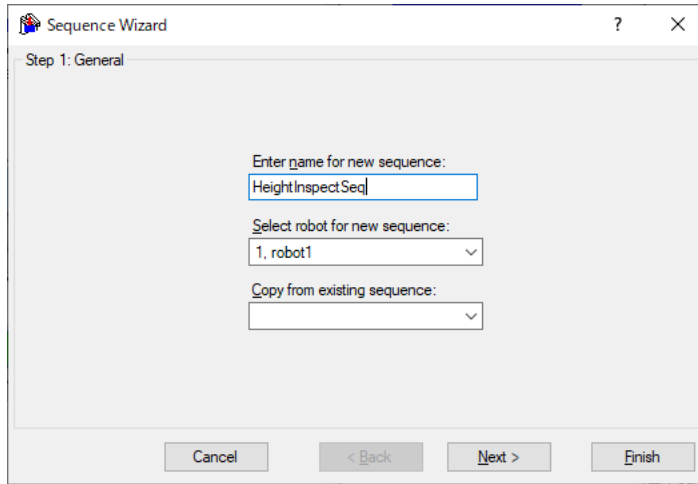 Sequence Wizard
?
Step 1: General
Enter name for new sequence:
HeightInspectSeq
Select robot for new sequence:
1, robot1
Copy from existing sequence:
Cancel
< Back
Next >
Finish